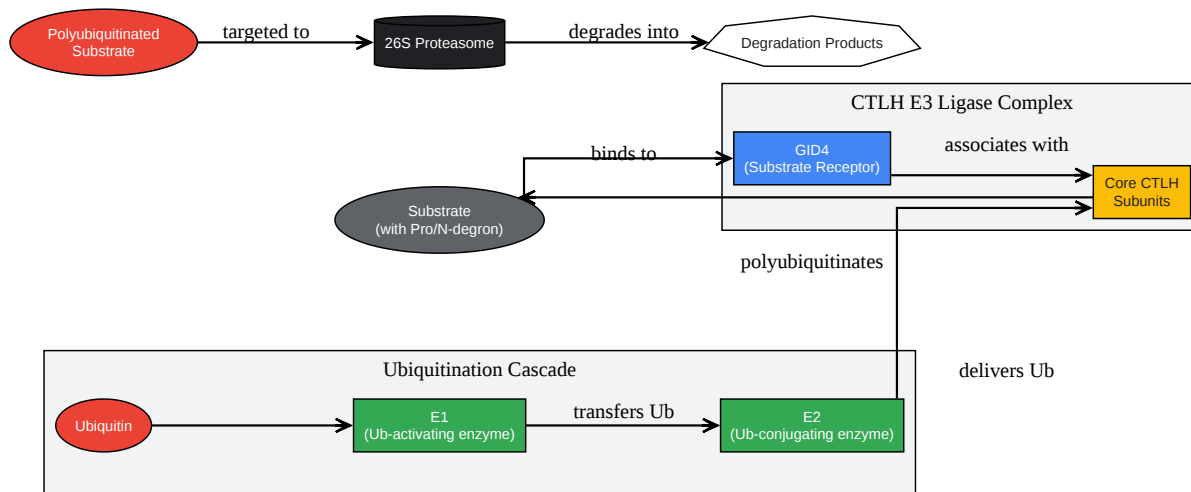 Polyubiquitinated
Substrate
targeted to
26S Proteasome
degrades into
Degradation Products
CTLH E3 Ligase Complex
binds to
GID4
(Substrate Receptor)
associates with
Core CTLH
Subunits
Substrate
(with Pro/N-degron)
polyubiquitinates
Ubiquitination Cascade
delivers Ub
Ubiquitin
E1
(Ub-activating enzyme)
transfers Ub
E2
(Ub-conjugating enzyme)